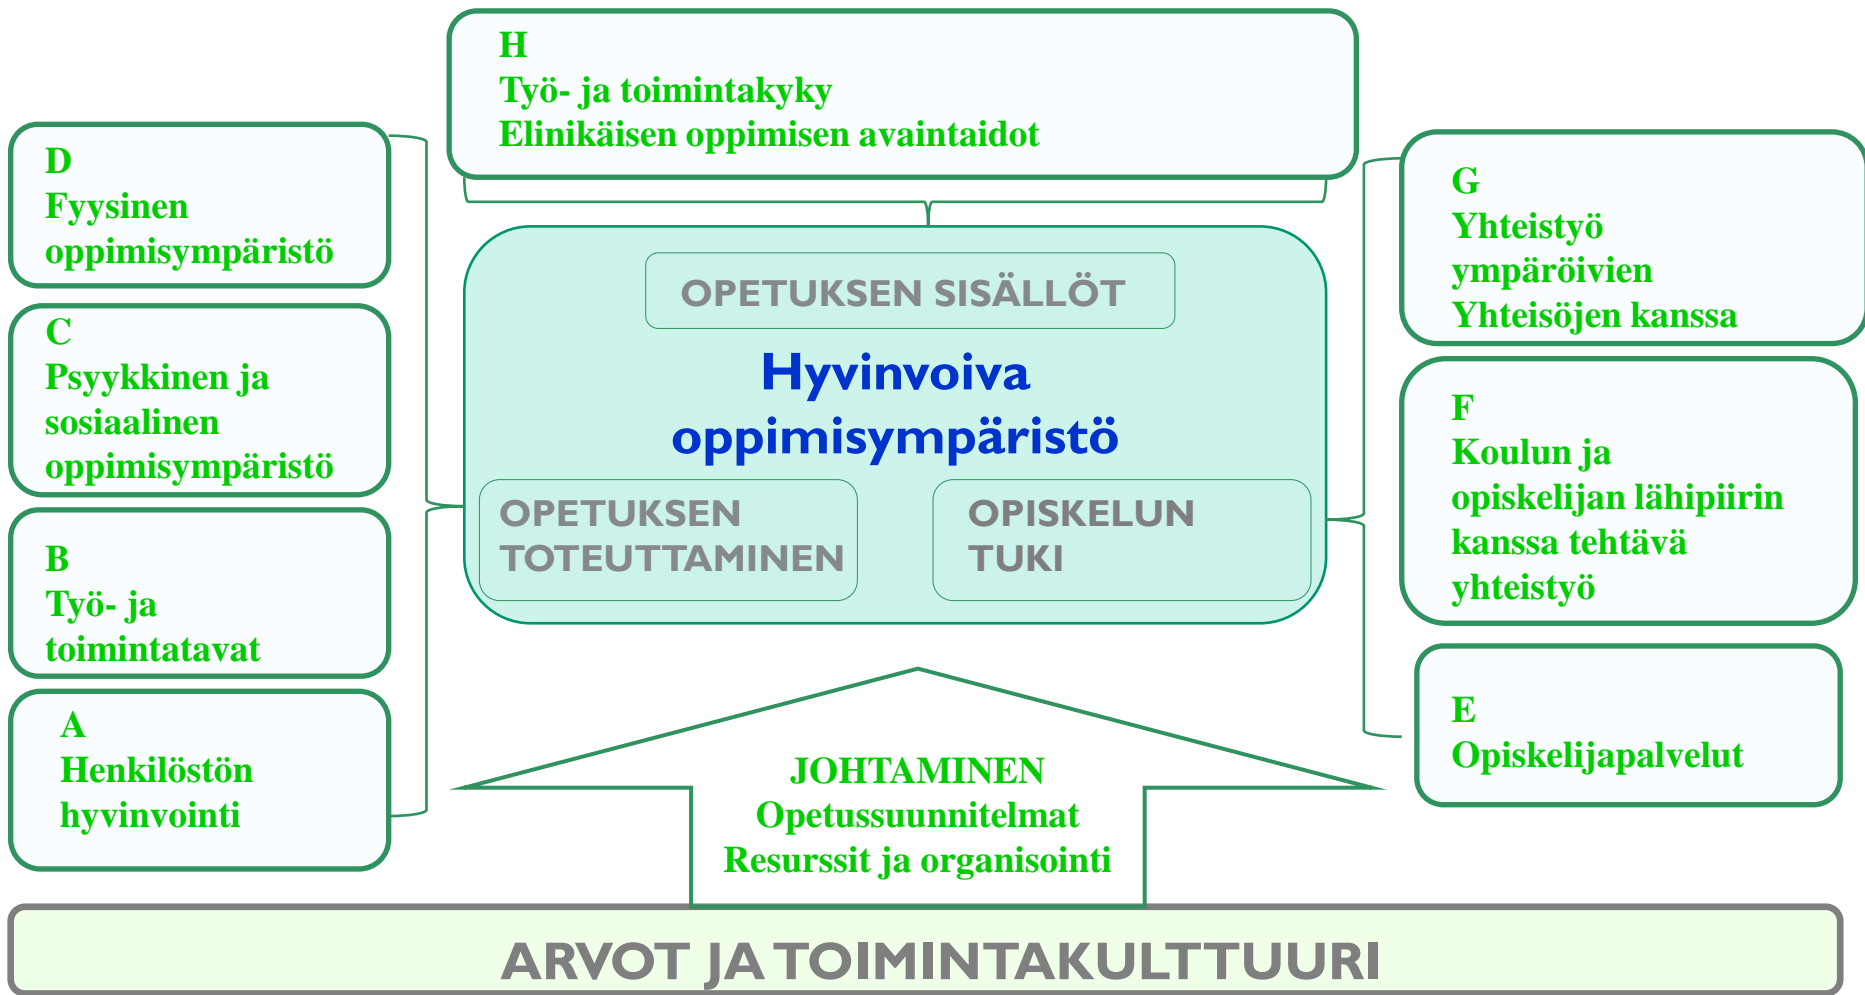 H
Työ- ja toimintakyky
Elinikäisen oppimisen avaintaidot
D
Fyysinen
oppimisympäristö
C
Psyykkinen ja
sosiaalinen
oppimisympäristö
B
Työ- ja
toimintatavat
A
Henkilöstön
hyvinvointi
OPETUKSEN SISÄLLÖT
Hyvinvoiva
oppimisympäristö
OPETUKSEN
TOTEUTTAMINEN
OPISKELUN
TUKI
G
Yhteistyö
ympäröivien
Yhteisöjen kanssa
F
Koulun ja
opiskelijan lähipiirin
kanssa tehtävä
yhteistyö
E
Opiskelijapalvelut
JOHTAMINEN
Opetussuunnitelmat
Resurssit ja organisointi
ARVOT JA TOIMINTAKULTTUURI